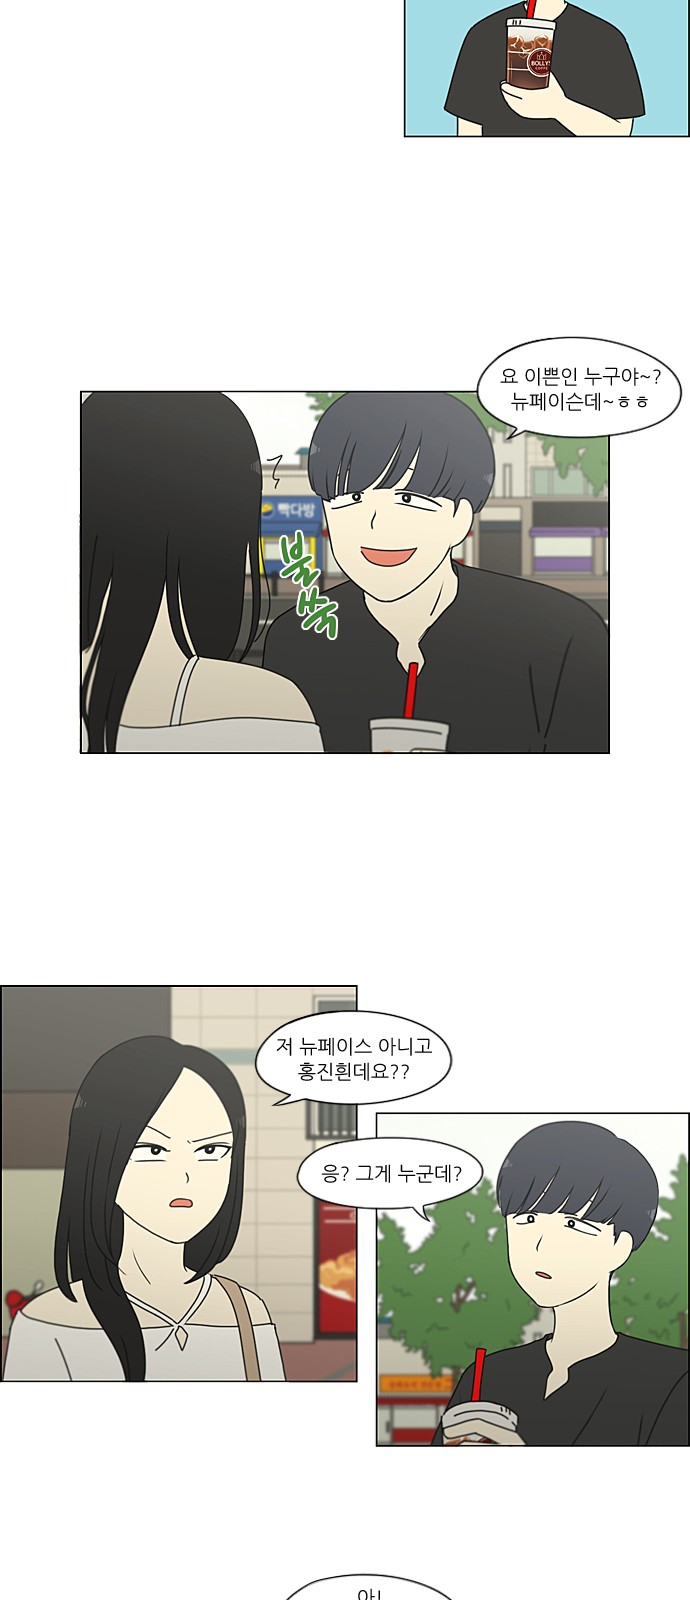 BOLLY'S
COFFEE
요 이쁜인 누구야~?
뉴페이슨데~ㅎㅎ
빽다방
불
쑥
저 뉴페이스 아니고
홍진흰데요??
응? 그게 누군데?
아!